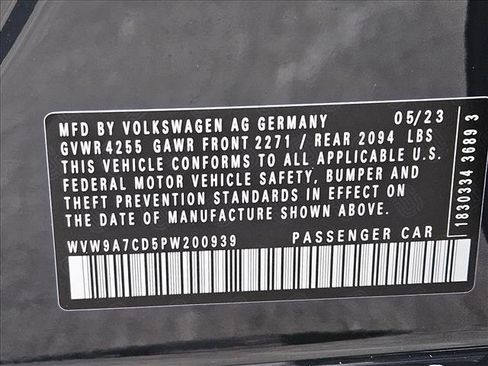 MFD BY VOLKSWAGEN AG GERMANY 05/23
GVWR 4255 GAWR FRONT 2271 / REAR 2094 LBS
THIS VEHICLE CONFORMS TO ALL APPLICABLE U.S.
FEDERAL MOTOR VEHICLE SAFETY, BUMPER AND
THEFT PREVENTION STANDARDS IN EFFECT ON
THE DATE OF MANUFACTURE SHOWN ABOVE.
WVW9A7CD5PW200939 PASSENGER CAR
1830334 3689 3